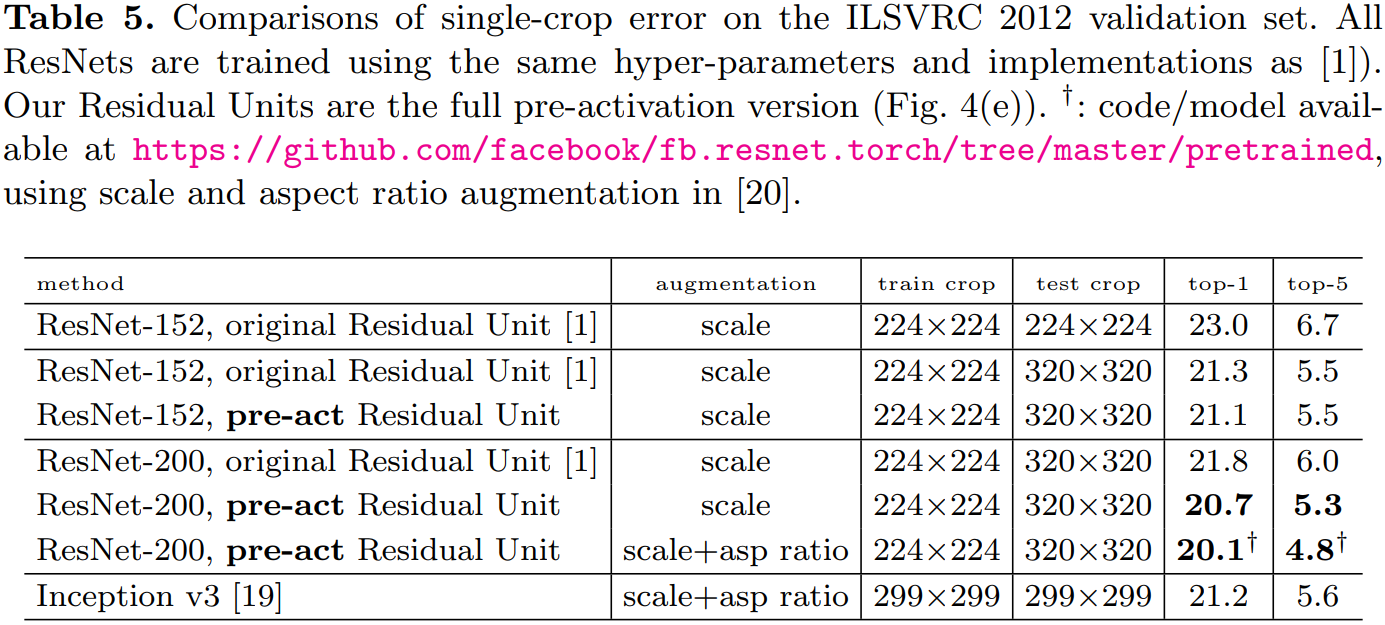 Table 5. Comparisons of single-crop error on the ILSVRC 2012 validation set. All
ResNets are trained using the same hyper-parameters and implementations as [1]).
Our Residual Units are the full pre-activation version (Fig. 4(e)). †: code/model avail-
able at https://github.com/facebook/fb.resnet.torch/tree/master/pretrained,
using scale and aspect ratio augmentation in [20].
method augmentation train crop test crop top-1 top-5
ResNet-152, original Residual Unit [1] scale 224×224 224×224 23.0 6.7
ResNet-152, original Residual Unit [1] scale 224×224 320×320 21.3 5.5
ResNet-152, pre-act Residual Unit scale 224×224 320×320 21.1 5.5
ResNet-200, original Residual Unit [1] scale 224×224 320×320 21.8 6.0
ResNet-200, pre-act Residual Unit scale 224×224 320×320 20.7 5.3
ResNet-200, pre-act Residual Unit scale+asp ratio 224×224 320×320 20.1† 4.8†
Inception v3 [19] scale+asp ratio 299×299 299×299 21.2 5.6